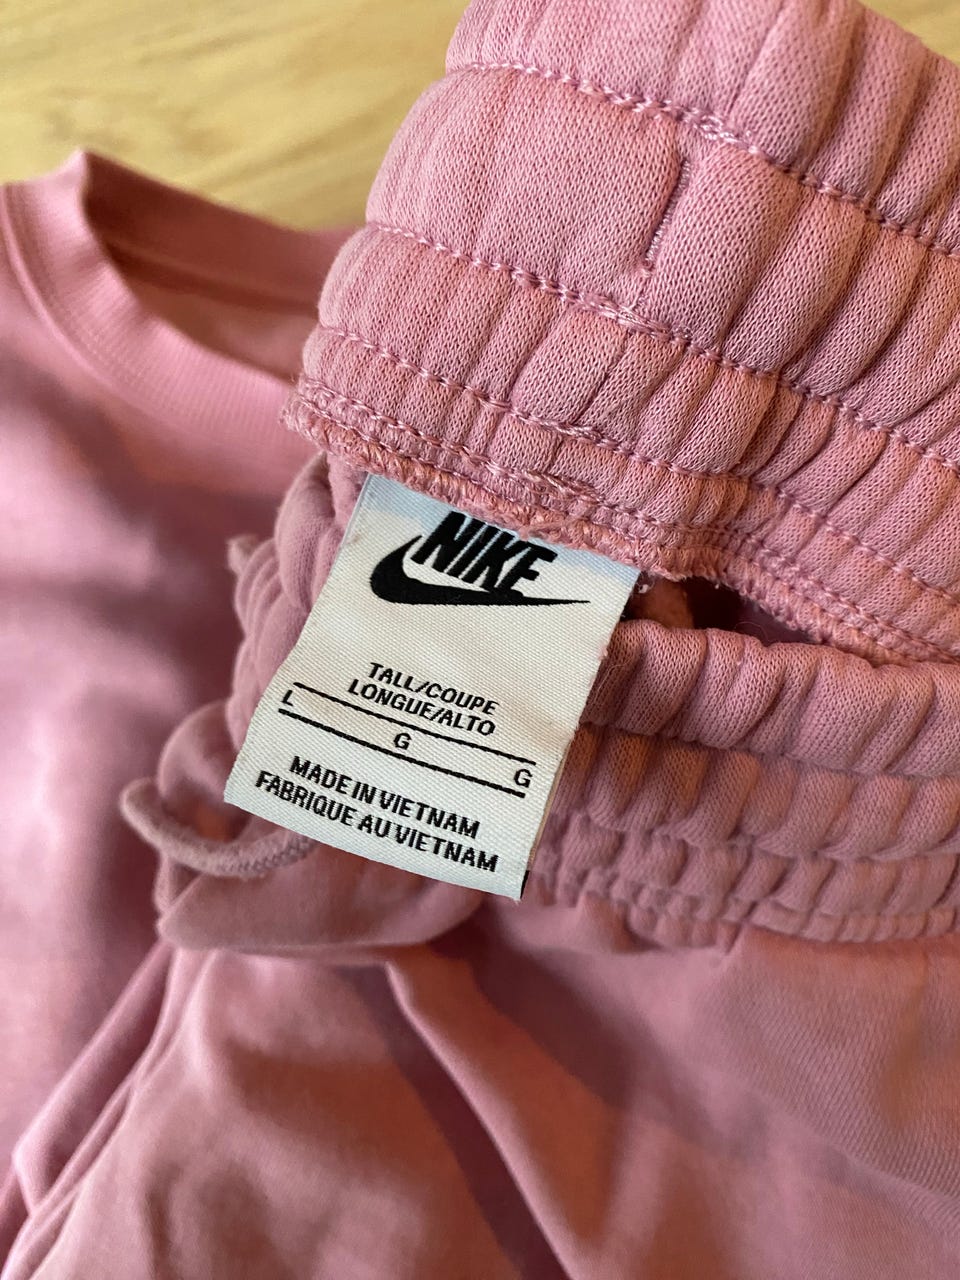 NIKE
TALL/COUPE
LONGUE/ALTO
L G G
MADE IN VIETNAM
FABRIQUE AU VIETNAM